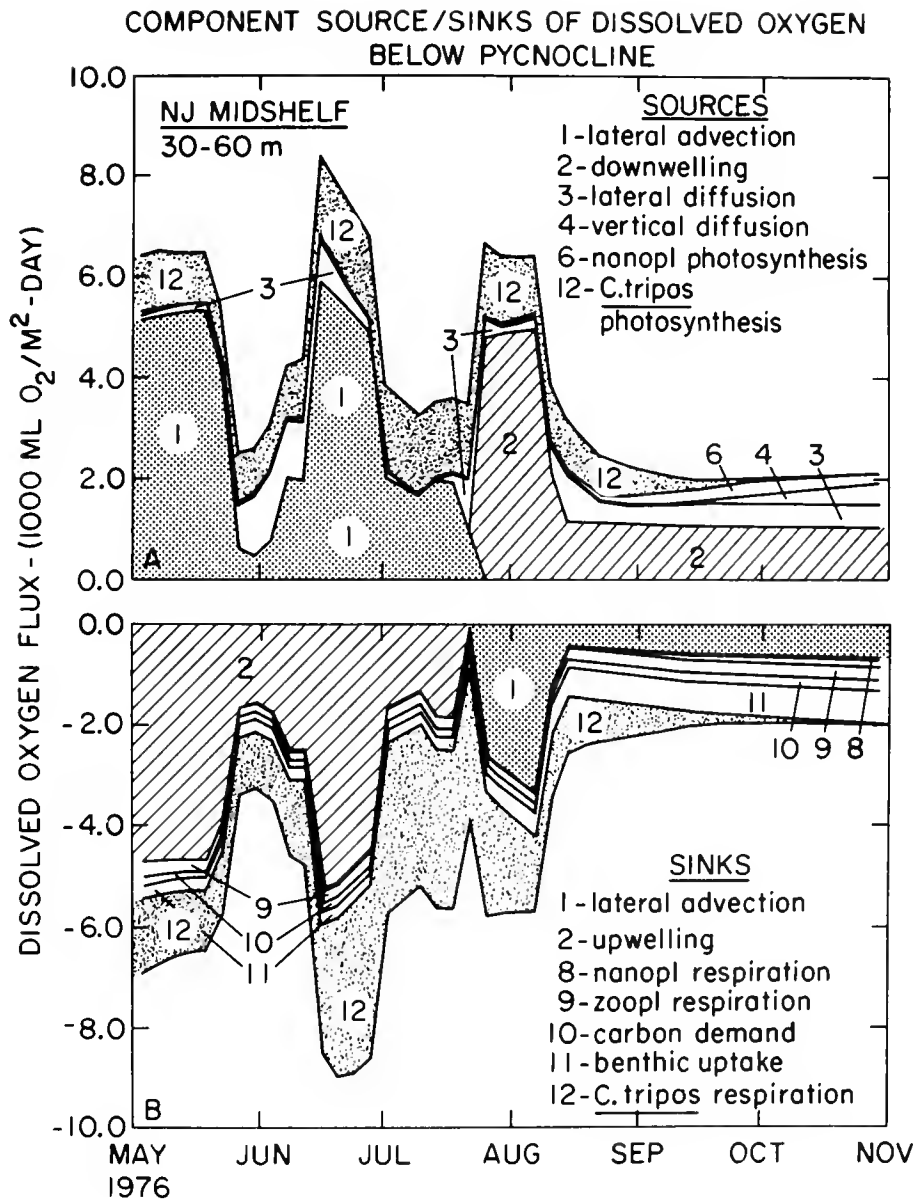 COMPONENT SOURCE/SINKS OF DISSOLVED OXYGEN
BELOW PYCNOCLINE
DISSOLVED OXYGEN FLUX-(1000 ML O2/M2-DAY)
10.0
8.0
6.0
4.0
2.0
0.0
NJ MIDSHELF
30-60 m
SOURCES
1-lateral advection
2-downwelling
3-lateral diffusion
4-vertical diffusion
6-nanopl photosynthesis
12-C.tripos
photosynthesis
12
3
1
12
1
1
3
12
2
12
6
4
3
2
A
0.0
-2.0
-4.0
-6.0
-8.0
-10.0
2
1
12
11
10
9
8
12
9
10
11
12
12
SINKS
1-lateral advection
2-upwelling
8-nanopl respiration
9-zoopl respiration
10-carbon demand
11-benthic uptake
12-C.tripos respiration
B
MAY
JUN
JUL
AUG
SEP
OCT
NOV
1976